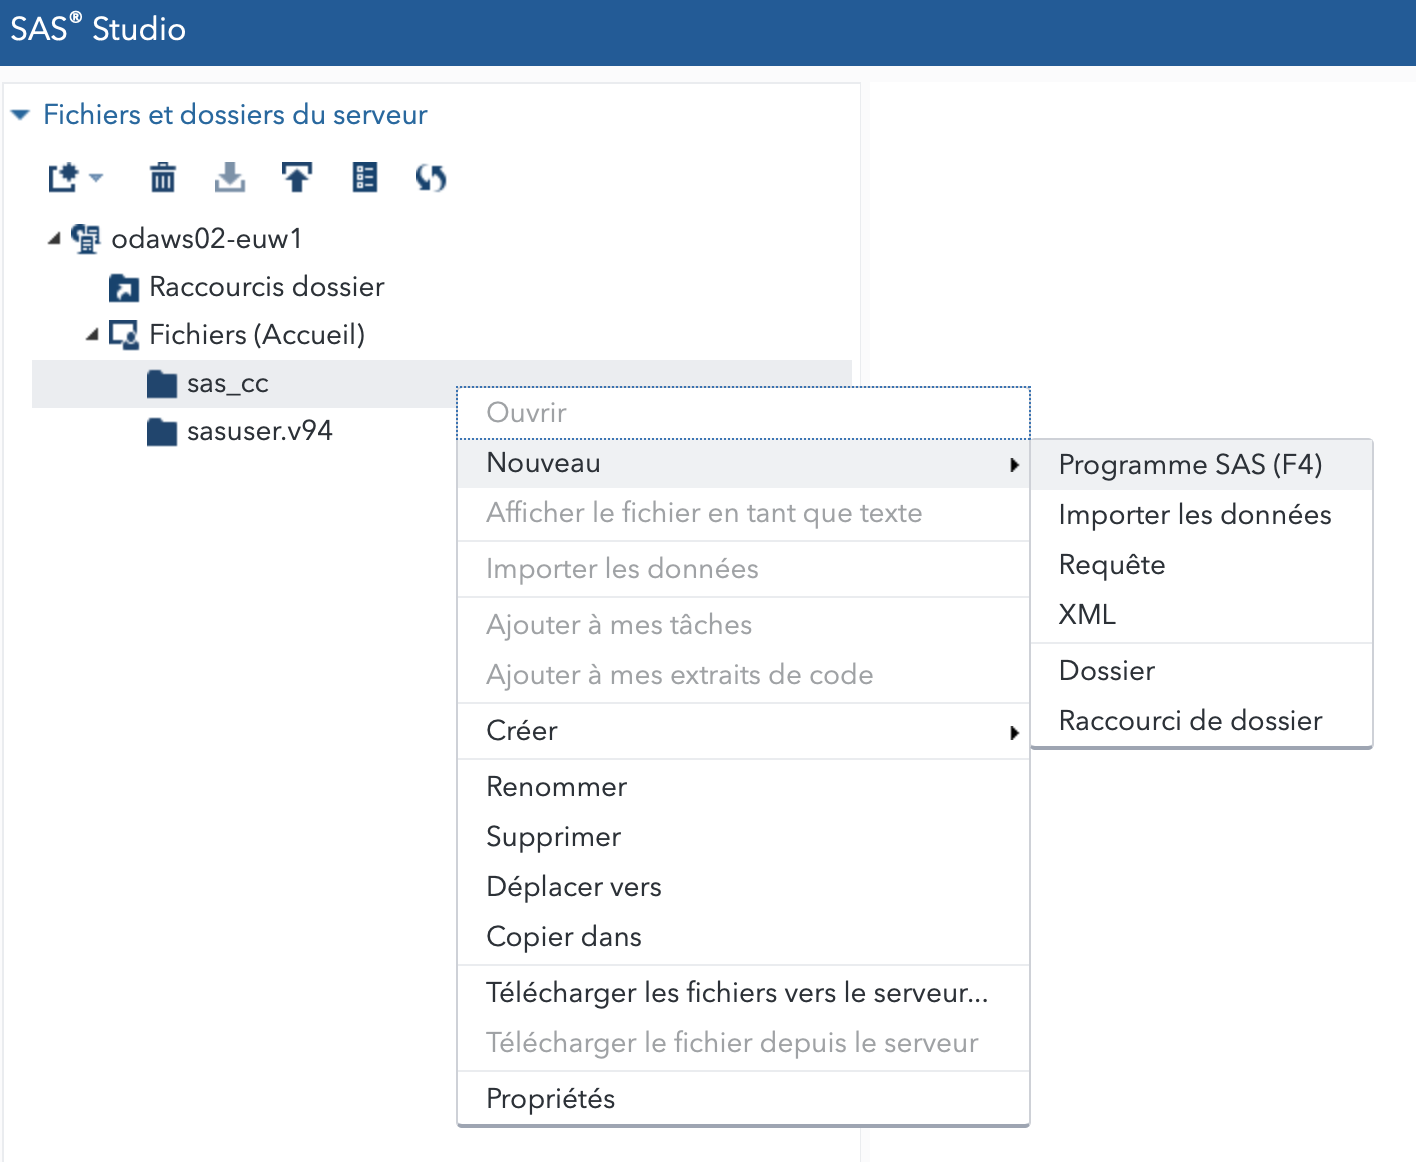 SAS® Studio
Fichiers et dossiers du serveur
odaws02-euw1
Raccourcis dossier
Fichiers (Accueil)
sas_cc
sasuser.v94
Ouvrir
Nouveau
Afficher le fichier en tant que texte
Importer les données
Ajouter à mes tâches
Ajouter à mes extraits de code
Créer
Renommer
Supprimer
Déplacer vers
Copier dans
Télécharger les fichiers vers le serveur...
Télécharger le fichier depuis le serveur
Propriétés
Programme SAS (F4)
Importer les données
Requête
XML
Dossier
Raccourci de dossier